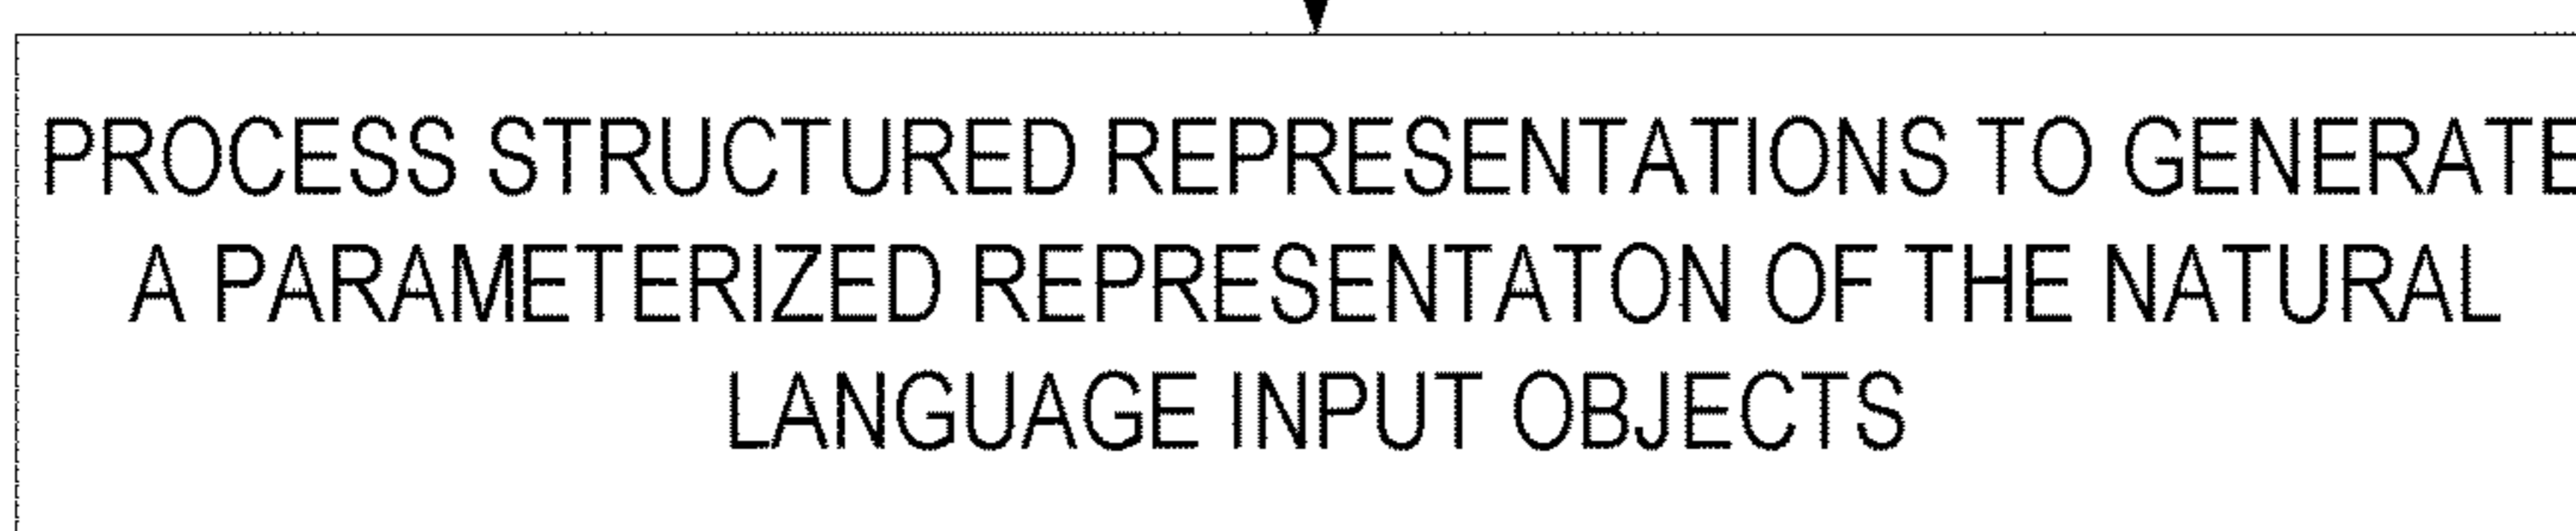 PROCESS STRUCTURED REPRESENTATIONS TO GENERATE
A PARAMETERIZED REPRESENTATON OF THE NATURAL
LANGUAGE INPUT OBJECTS